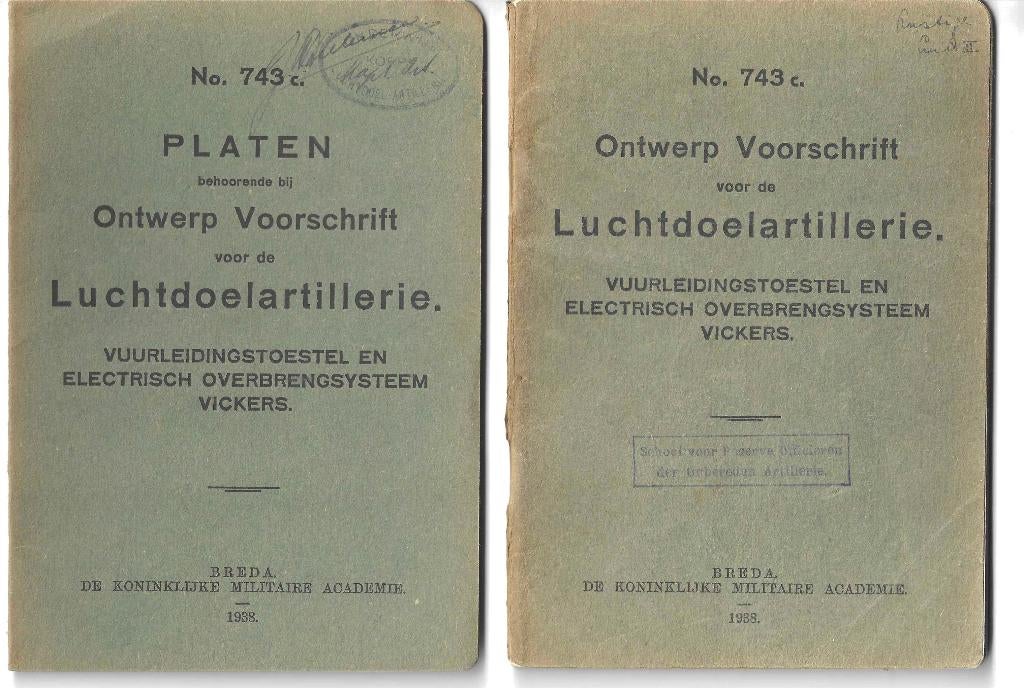 No. 743 c.
PLATEN
behoorende bij
Ontwerp Voorschrift
voor de
Luchtdoelartillerie.
VUURLEIDINGSTOESTEL EN
ELECTRISCH OVERBRENGSYSTEEM
VICKERS.
BREDA.
DE KONINKLIJKE MILITAIRE ACADEMIE.
1938.
No. 743 c.
Ontwerp Voorschrift
voor de
Luchtdoelartillerie.
VUURLEIDINGSTOESTEL EN
ELECTRISCH OVERBRENGSYSTEEM
VICKERS.
School voor Reserve Officieren
der Onbereden Artillerie.
BREDA.
DE KONINKLIJKE MILITAIRE ACADEMIE.
1938.